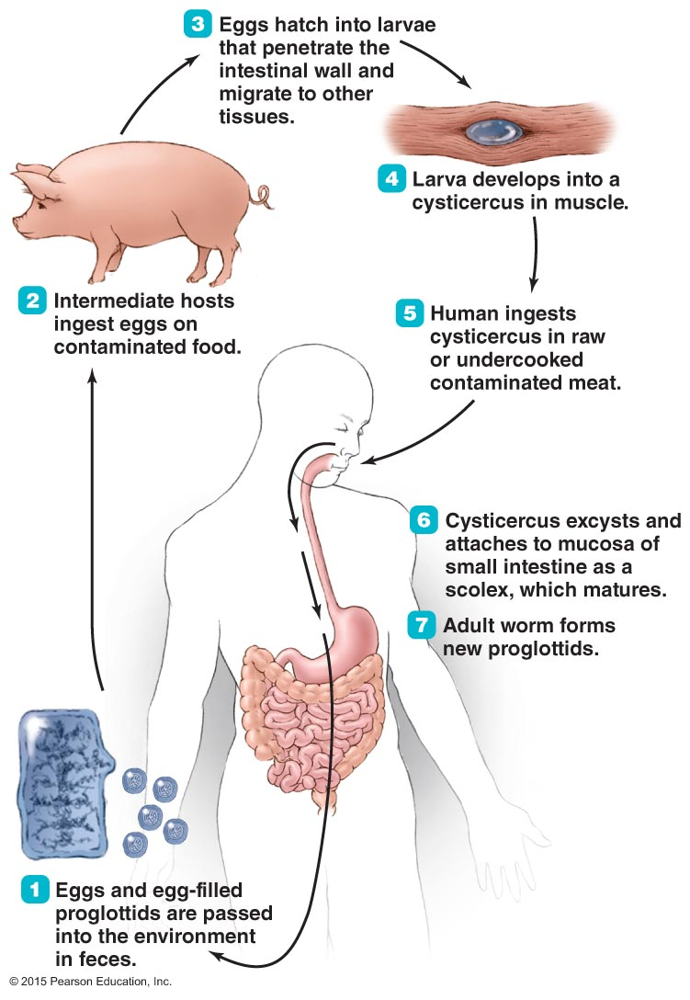 3 Eggs hatch into larvae
that penetrate the
intestinal wall and
migrate to other
tissues.
4 Larva develops into a
cysticercus in muscle.
2 Intermediate hosts
ingest eggs on
contaminated food.
5 Human ingests
cysticercus in raw
or undercooked
contaminated meat.
6 Cysticercus excysts and
attaches to mucosa of
small intestine as a
scolex, which matures.
7 Adult worm forms
new proglottids.
1 Eggs and egg-filled
proglottids are passed
into the environment
in feces.
© 2015 Pearson Education, Inc.